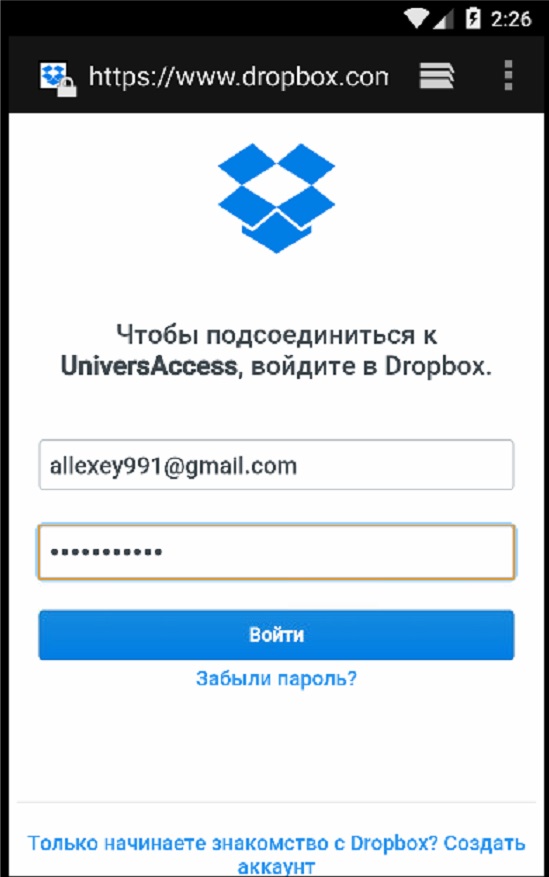 2:26
https://www.dropbox.com
Чтобы подсоединиться к
UniversAccess, войдите в Dropbox.
allexey991@gmail.com
•••••••••••
Войти
Забыли пароль?
Только начинаете знакомство с Dropbox? Создать
аккаунт